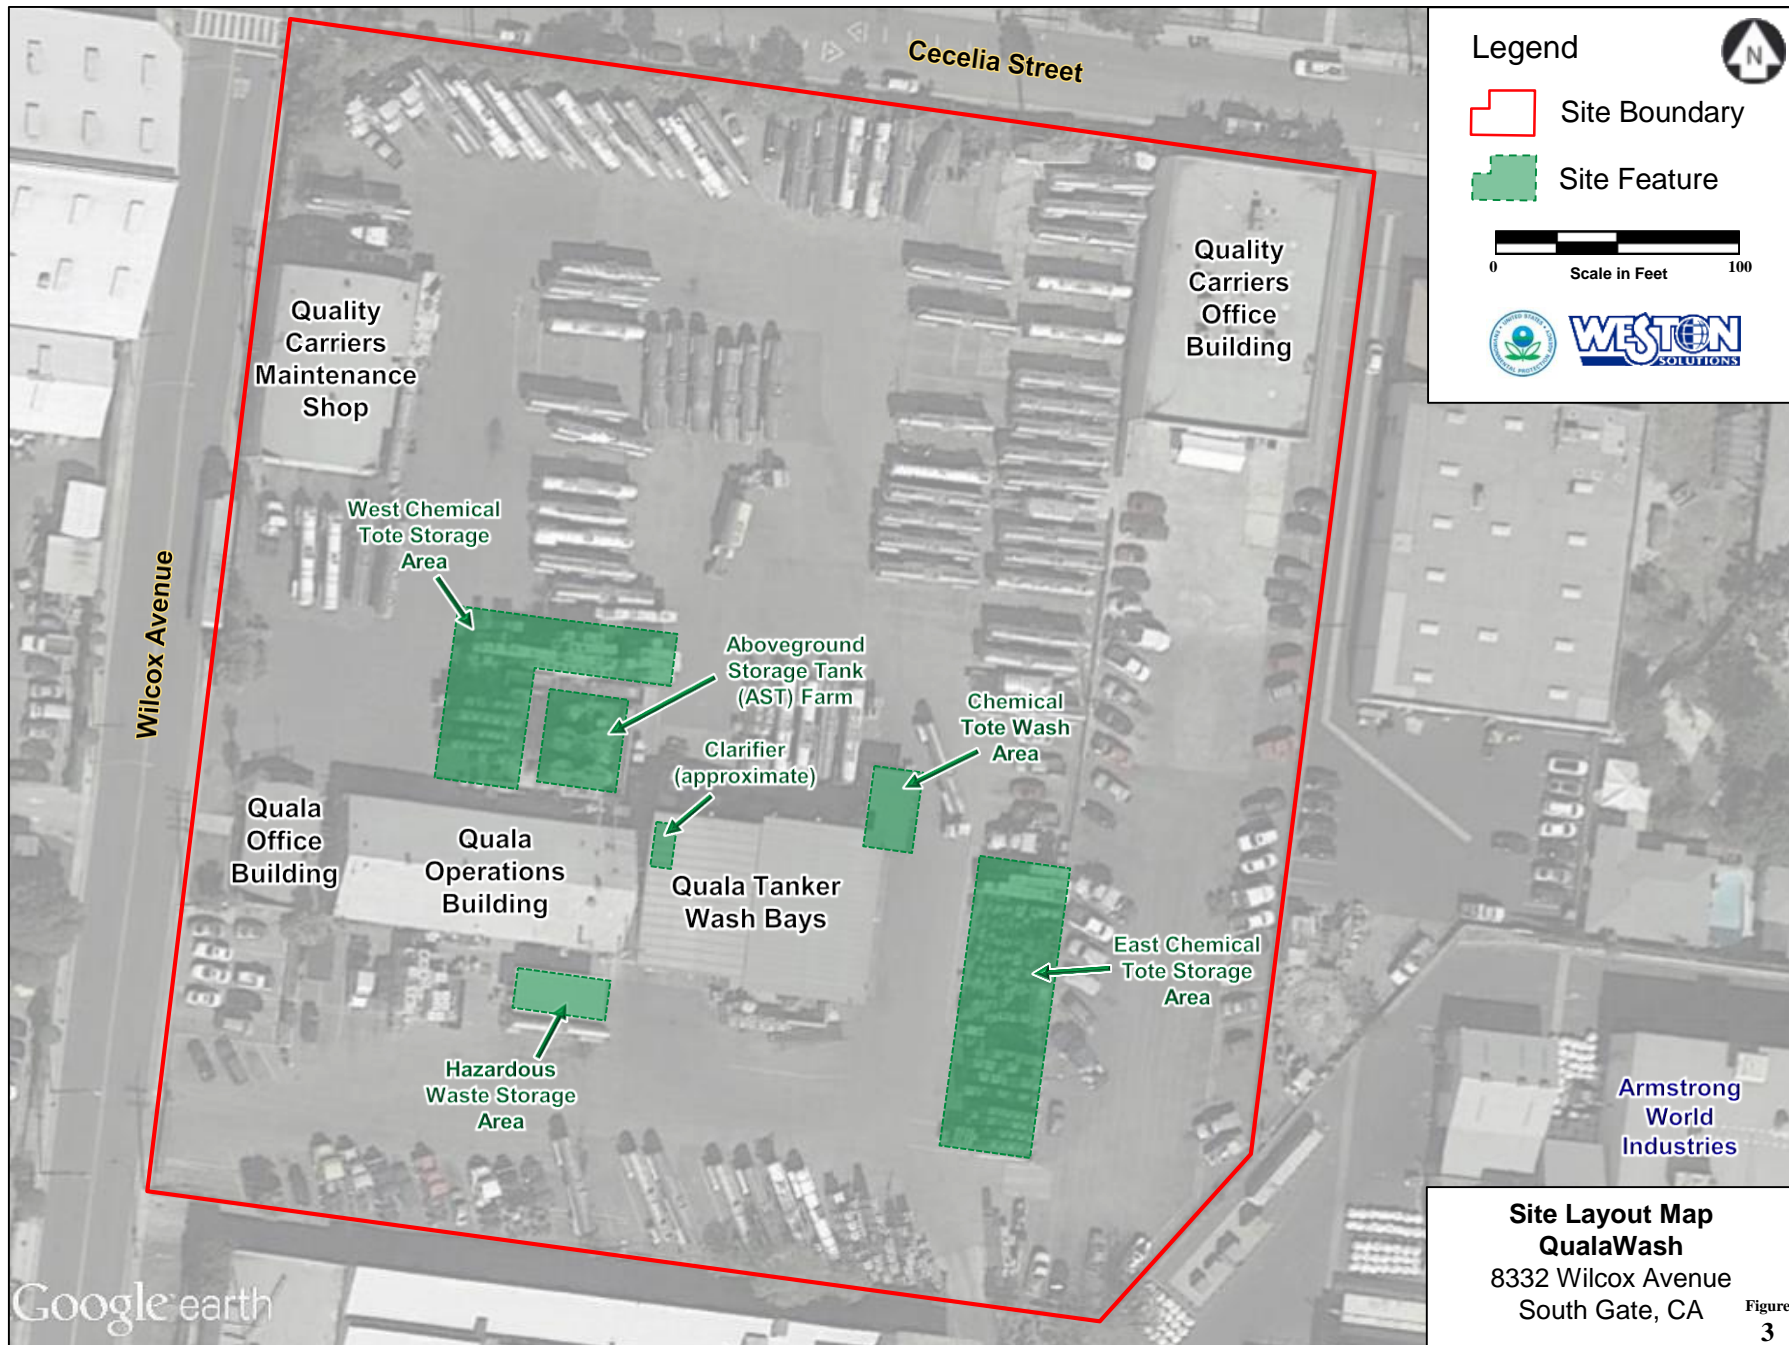 Cecelia Street
Legend
N
Site Boundary
Site Feature
0
100
Scale in Feet
WESTON
SOLUTIONS
Quality
Carriers
Office
Building
Quality
Carriers
Maintenance
Shop
West Chemical
Tote Storage
Area
Wilcox Avenue
Aboveground
Storage Tank
(AST) Farm
Chemical
Tote Wash
Area
Clarifier
(approximate)
Quala
Office
Building
Quala
Operations
Building
Quala Tanker
Wash Bays
East Chemical
Tote Storage
Area
Hazardous
Waste Storage
Area
Armstrong
World
Industries
Site Layout Map
QualaWash
8332 Wilcox Avenue
South Gate, CA
Figure
3
Google earth